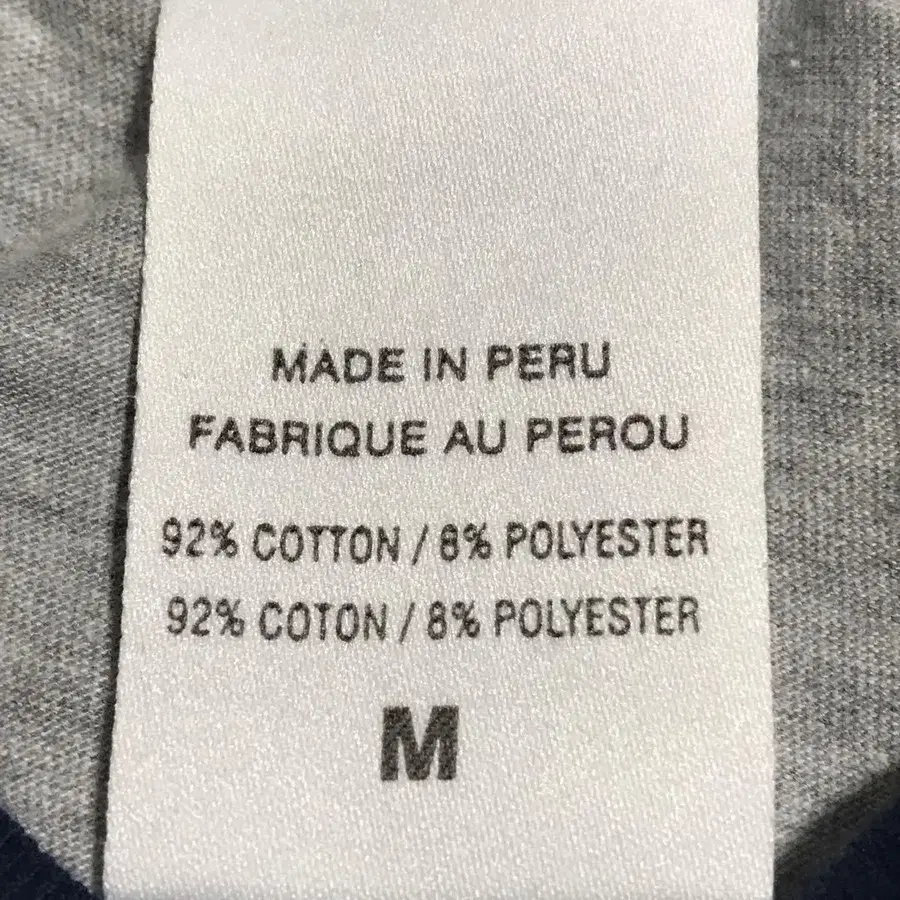 MADE IN PERU
FABRIQUE AU PEROU
92% COTTON / 8% POLYESTER
92% COTON / 8% POLYESTER
M